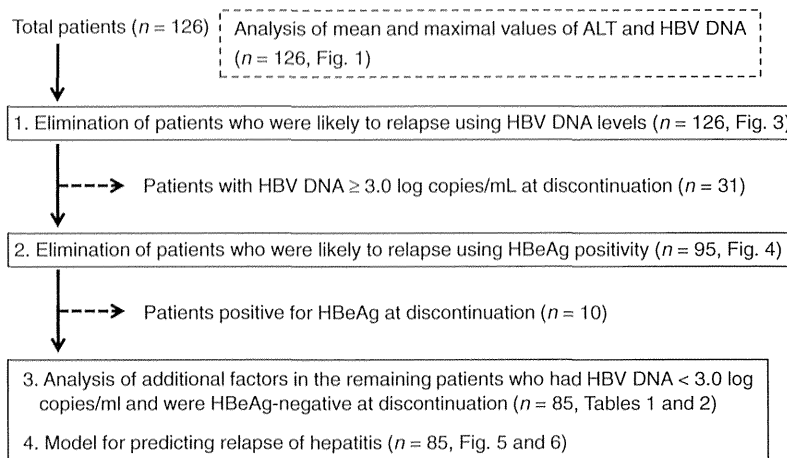 Total patients (n = 126)
Analysis of mean and maximal values of ALT and HBV DNA
(n = 126, Fig. 1)
1. Elimination of patients who were likely to relapse using HBV DNA levels (n = 126, Fig. 3)
Patients with HBV DNA ≥ 3.0 log copies/mL at discontinuation (n = 31)
2. Elimination of patients who were likely to relapse using HBeAg positivity (n = 95, Fig. 4)
Patients positive for HBeAg at discontinuation (n = 10)
3. Analysis of additional factors in the remaining patients who had HBV DNA < 3.0 log
copies/ml and were HBeAg-negative at discontinuation (n = 85, Tables 1 and 2)
4. Model for predicting relapse of hepatitis (n = 85, Fig. 5 and 6)